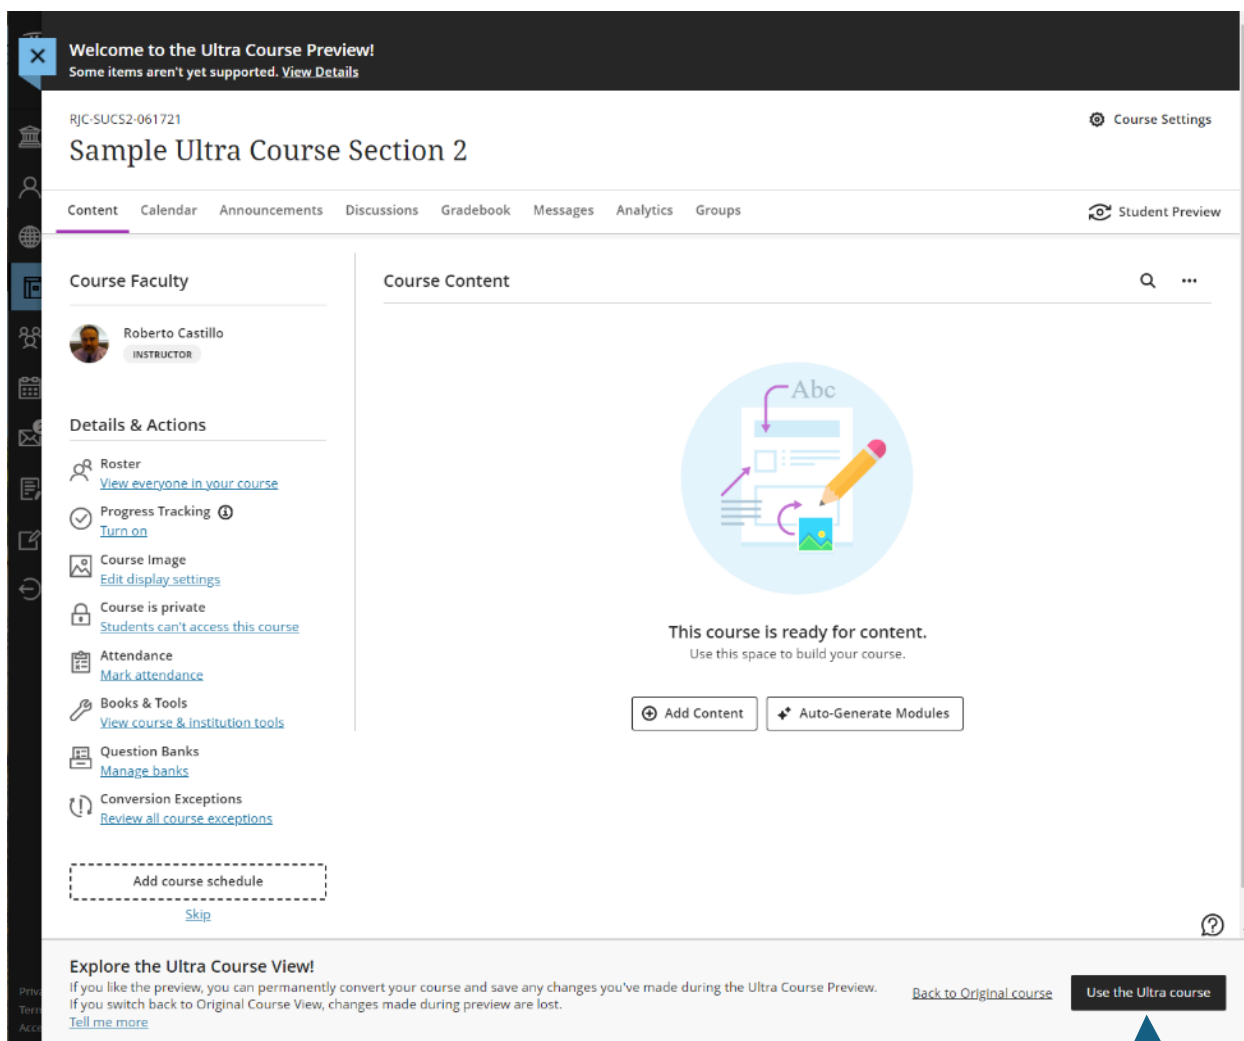 Welcome to the Ultra Course Preview!
Some items aren't yet supported. View Details
RJC-SUCS2-061721
Course Settings
Sample Ultra Course Section 2
Content Calendar Announcements Discussions Gradebook Messages Analytics Groups
Student Preview
Course Faculty
Roberto Castillo
INSTRUCTOR
Details & Actions
Roster
View everyone in your course
Progress Tracking
Turn on
Course Image
Edit display settings
Course is private
Students can't access this course
Attendance
Mark attendance
Books & Tools
View course & institution tools
Question Banks
Manage banks
Conversion Exceptions
Review all course exceptions
Add course schedule
Skip
Course Content
Abc
This course is ready for content.
Use this space to build your course.
Add Content
Auto-Generate Modules
Explore the Ultra Course View!
If you like the preview, you can permanently convert your course and save any changes you've made during the Ultra Course Preview.
If you switch back to Original Course View, changes made during preview are lost.
Tell me more
Back to Original course
Use the Ultra course